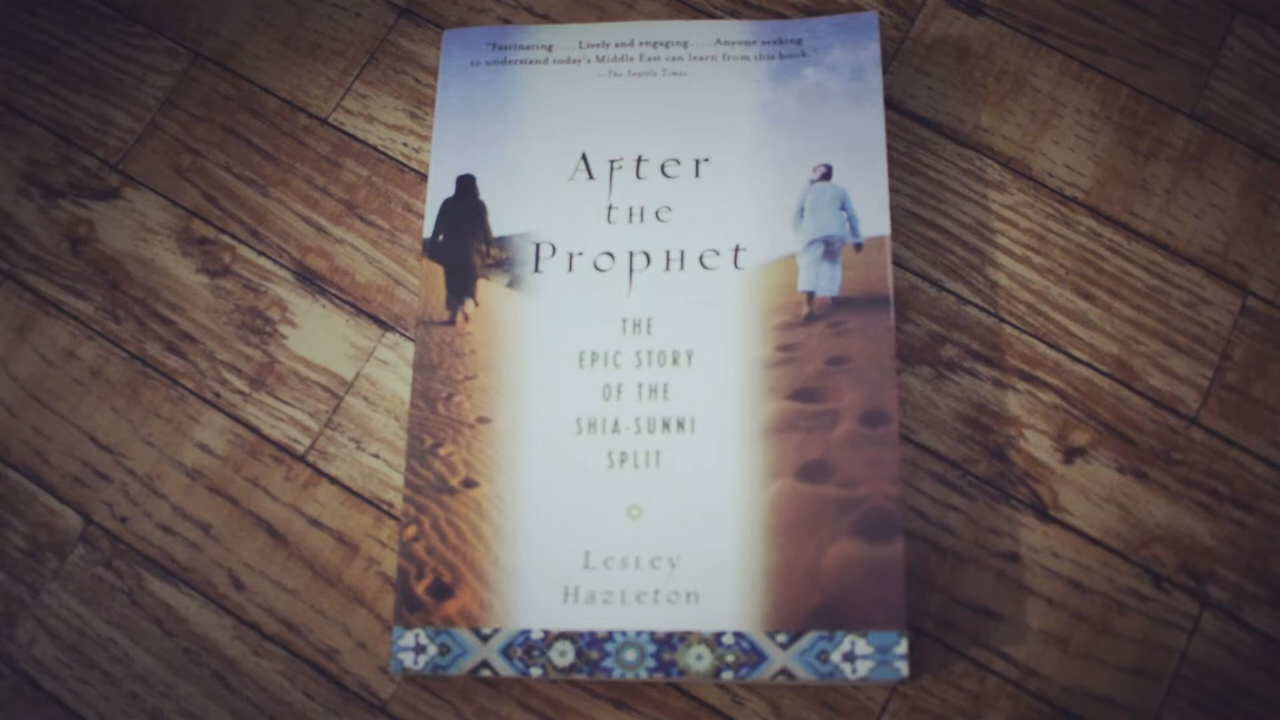 "Fascinating. . . . Lively and engaging. . . . Anyone seeking
to understand today's Middle East can learn from this book."
—The Seattle Times
After
the
Prophet
THE
EPIC STORY
OF THE
SHIA-SUNNI
SPLIT
Lesley
Hazleton